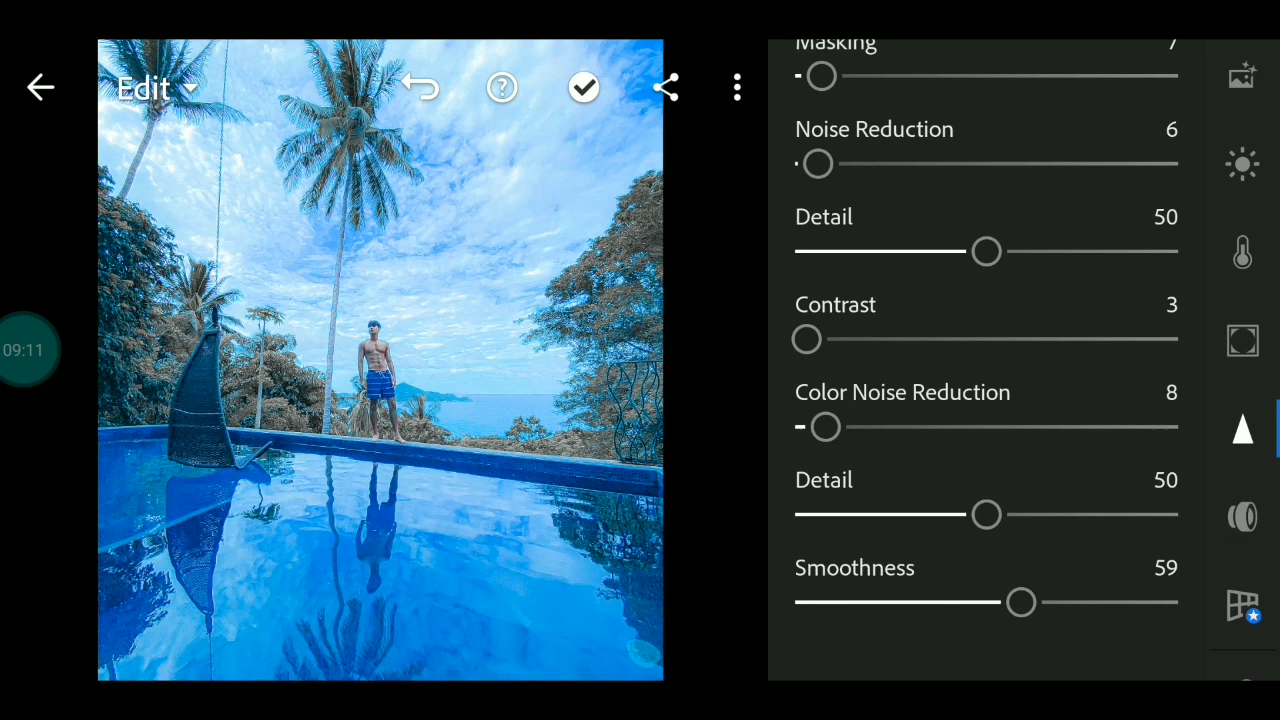 Edit
Masking 7
Noise Reduction 6
Detail 50
Contrast 3
Color Noise Reduction 8
Detail 50
Smoothness 59
09:11